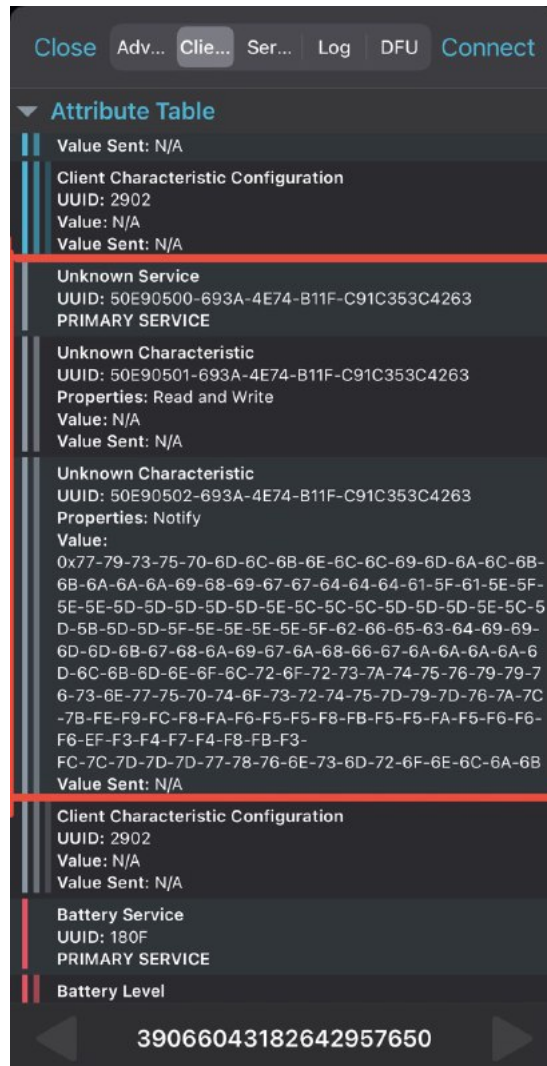 Close Adv... Clie... Ser... Log DFU Connect
Attribute Table
Value Sent: N/A
Client Characteristic Configuration
UUID: 2902
Value: N/A
Value Sent: N/A
Unknown Service
UUID: 50E90500-693A-4E74-B11F-C91C353C4263
PRIMARY SERVICE
Unknown Characteristic
UUID: 50E90501-693A-4E74-B11F-C91C353C4263
Properties: Read and Write
Value: N/A
Value Sent: N/A
Unknown Characteristic
UUID: 50E90502-693A-4E74-B11F-C91C353C4263
Properties: Notify
Value:
0x77-79-73-75-70-6D-6C-6B-6E-6C-6C-69-6D-6A-6C-6B-
6B-6A-6A-6A-69-68-69-67-67-64-64-64-61-5F-61-5E-5F-
5E-5E-5D-5D-5D-5D-5D-5E-5C-5C-5C-5D-5D-5D-5E-5C-5
D-5B-5D-5D-5F-5E-5E-5E-5E-5F-62-66-65-63-64-69-69-
6D-6D-6B-67-68-6A-69-67-6A-68-66-67-6A-6A-6A-6A-6
D-6C-6B-6D-6E-6F-6C-72-6F-72-73-7A-74-75-76-79-79-7
6-73-6E-77-75-70-74-6F-73-72-74-75-7D-79-7D-76-7A-7C
-7B-FE-F9-FC-F8-FA-F6-F5-F5-F8-FB-F5-F5-FA-F5-F6-F6-
F6-EF-F3-F4-F7-F4-F8-FB-F3-
FC-7C-7D-7D-7D-77-78-76-6E-73-6D-72-6F-6E-6C-6A-6B
Value Sent: N/A
Client Characteristic Configuration
UUID: 2902
Value: N/A
Value Sent: N/A
Battery Service
UUID: 180F
PRIMARY SERVICE
Battery Level
39066043182642957650